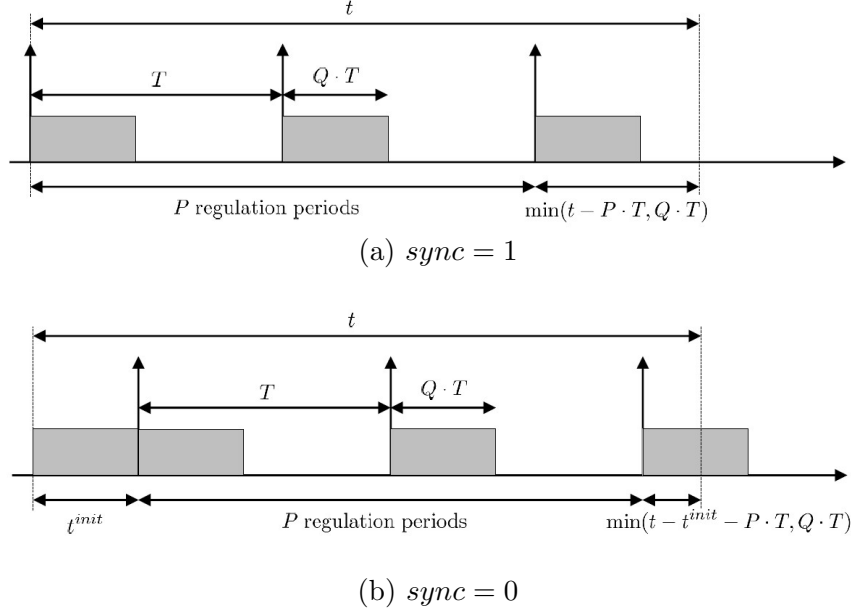 t
T
Q · T
P regulation periods
min(t − P · T, Q · T)
(a) sync = 1
t
T
Q · T
t^{init}
P regulation periods
min(t − t^{init} − P · T, Q · T)
(b) sync = 0